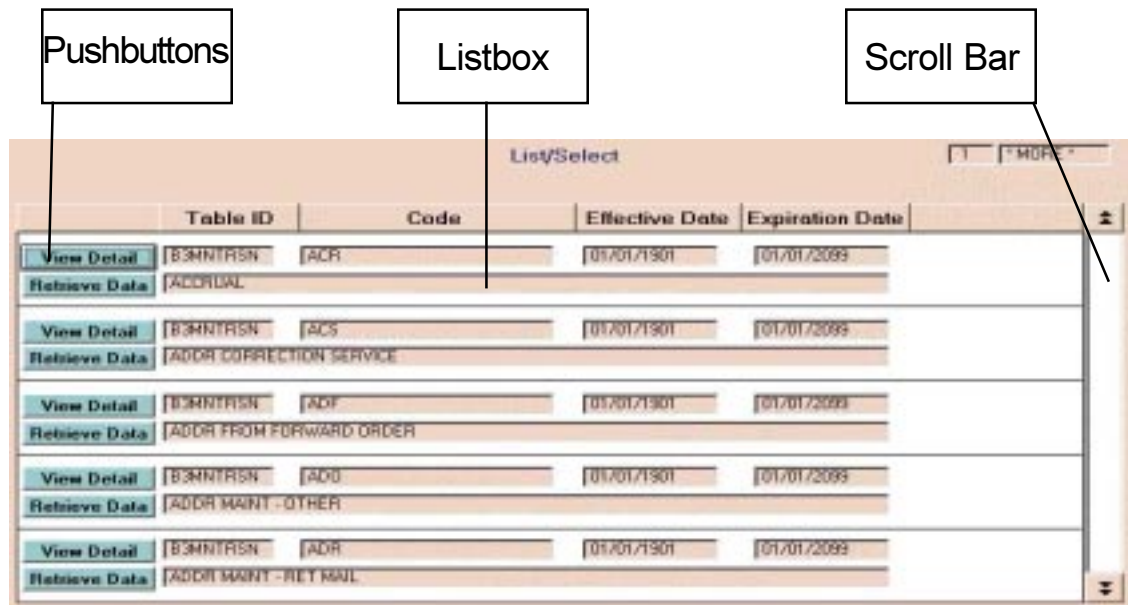 Pushbuttons Listbox Scroll Bar
List/Select 1 * MORE *
Table ID Code Effective Date Expiration Date
View Detail B3MNTRSN ACR 01/01/1901 01/01/2099
Retrieve Data ACCRUAL
View Detail B3MNTRSN ACS 01/01/1901 01/01/2099
Retrieve Data ADDR CORRECTION SERVICE
View Detail B3MNTRSN ADF 01/01/1901 01/01/2099
Retrieve Data ADDR FROM FORWARD ORDER
View Detail B3MNTRSN ADO 01/01/1901 01/01/2099
Retrieve Data ADDR MAINT - OTHER
View Detail B3MNTRSN ADR 01/01/1901 01/01/2099
Retrieve Data ADDR MAINT - RET MAIL